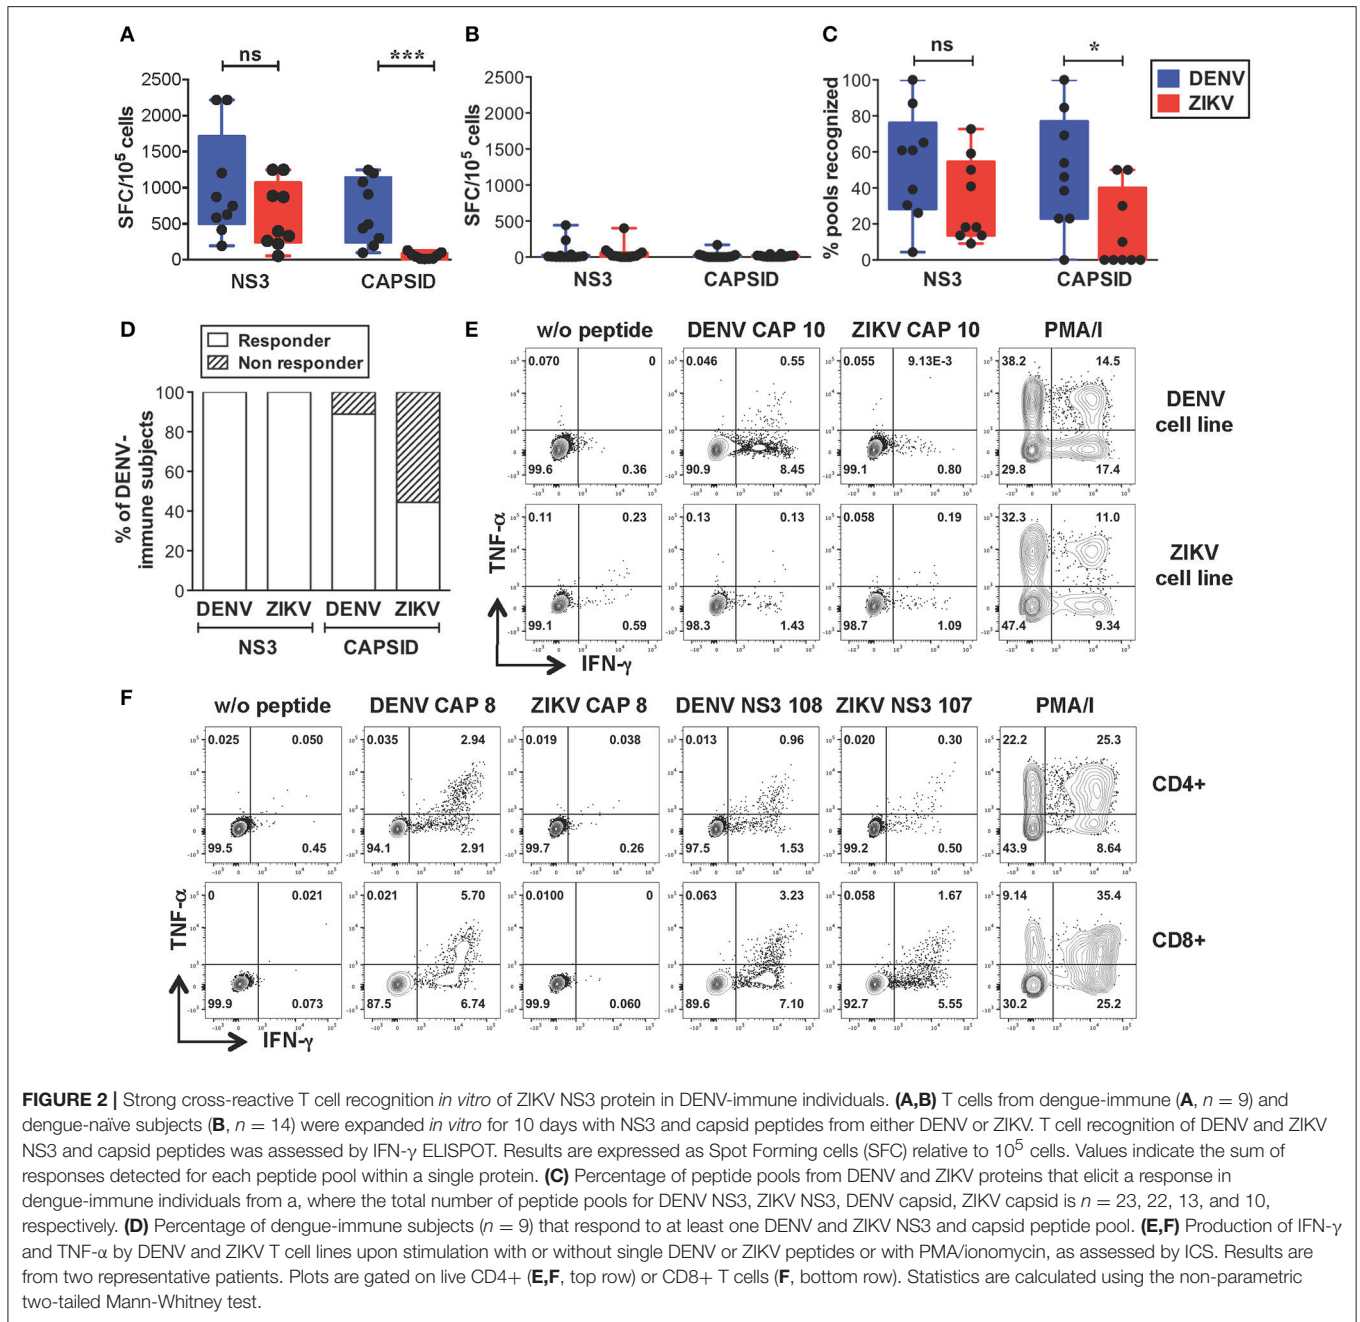 A
ns
***
2500
2000
1500
1000
500
0
SFC/10⁵ cells
NS3
CAPSID
B
2500
2000
1500
1000
500
0
SFC/10⁵ cells
NS3
CAPSID
C
ns
*
100
80
60
40
20
0
% pools recognized
NS3
CAPSID
DENV
ZIKV
D
Responder
Non responder
100
80
60
40
20
0
% of DENV-
immune subjects
DENV ZIKV DENV ZIKV
NS3 CAPSID
E
w/o peptide DENV CAP 10 ZIKV CAP 10 PMA/I
0.070 0 0.046 0.55 0.055 9.13E-3 38.2 14.5
DENV
cell line
99.6 0.36 90.9 8.45 99.1 0.80 29.8 17.4
0.11 0.23 0.13 0.13 0.058 0.19 32.3 11.0
ZIKV
cell line
99.1 0.59 98.3 1.43 98.7 1.09 47.4 9.34
TNF-α
IFN-γ
F
w/o peptide DENV CAP 8 ZIKV CAP 8 DENV NS3 108 ZIKV NS3 107 PMA/I
0.025 0.050 0.035 2.94 0.019 0.038 0.013 0.96 0.020 0.30 22.2 25.3
CD4+
99.5 0.45 94.1 2.91 99.7 0.26 97.5 1.53 99.2 0.50 43.9 8.64
0 0.021 0.021 5.70 0.0100 0 0.063 3.23 0.058 1.67 9.14 35.4
CD8+
99.9 0.073 87.5 6.74 99.9 0.060 89.6 7.10 92.7 5.55 30.2 25.2
TNF-α
IFN-γ
FIGURE 2 | Strong cross-reactive T cell recognition in vitro of ZIKV NS3 protein in DENV-immune individuals. (A,B) T cells from dengue-immune (A, n = 9) and
dengue-naïve subjects (B, n = 14) were expanded in vitro for 10 days with NS3 and capsid peptides from either DENV or ZIKV. T cell recognition of DENV and ZIKV
NS3 and capsid peptides was assessed by IFN-γ ELISPOT. Results are expressed as Spot Forming cells (SFC) relative to 10⁵ cells. Values indicate the sum of
responses detected for each peptide pool within a single protein. (C) Percentage of peptide pools from DENV and ZIKV proteins that elicit a response in
dengue-immune individuals from a, where the total number of peptide pools for DENV NS3, ZIKV NS3, DENV capsid, ZIKV capsid is n = 23, 22, 13, and 10,
respectively. (D) Percentage of dengue-immune subjects (n = 9) that respond to at least one DENV and ZIKV NS3 and capsid peptide pool. (E,F) Production of IFN-γ
and TNF-α by DENV and ZIKV T cell lines upon stimulation with or without single DENV or ZIKV peptides or with PMA/ionomycin, as assessed by ICS. Results are
from two representative patients. Plots are gated on live CD4+ (E,F, top row) or CD8+ T cells (F, bottom row). Statistics are calculated using the non-parametric
two-tailed Mann-Whitney test.